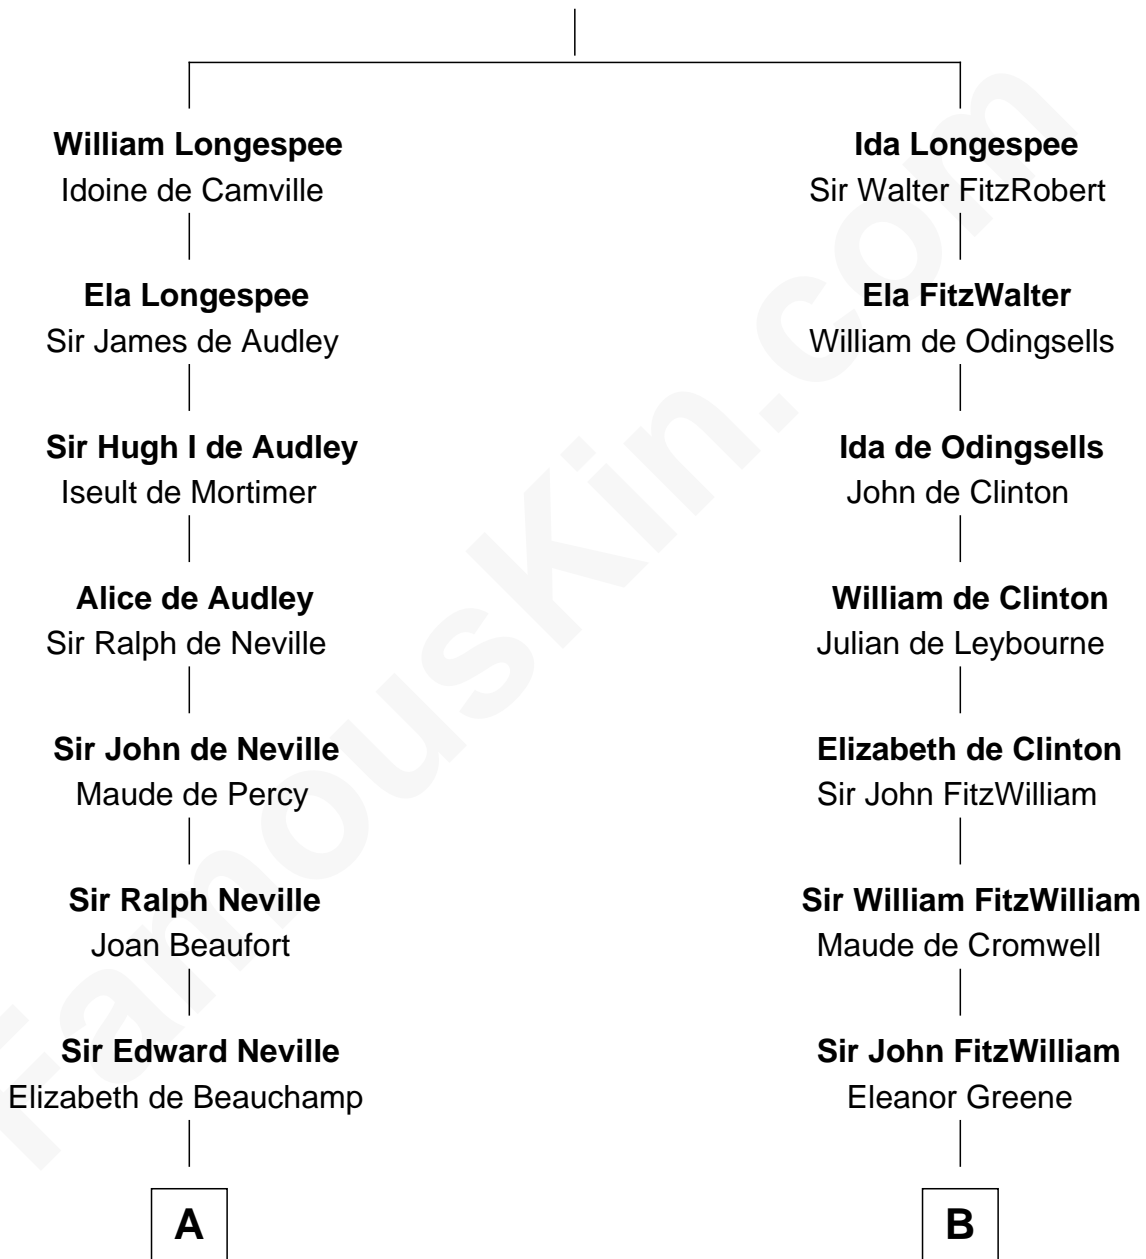 William Longespee
Idoine de Camville
Ela Longespee
Sir James de Audley
Sir Hugh I de Audley
Iseult de Mortimer
Alice de Audley
Sir Ralph de Neville
Sir John de Neville
Maude de Percy
Sir Ralph Neville
Joan Beaufort
Sir Edward Neville
Elizabeth de Beauchamp
A
Ida Longespee
Sir Walter FitzRobert
Ela FitzWalter
William de Odingsells
Ida de Odingsells
John de Clinton
William de Clinton
Julian de Leybourne
Elizabeth de Clinton
Sir John FitzWilliam
Sir William FitzWilliam
Maude de Cromwell
Sir John FitzWilliam
Eleanor Greene
B
FamousKin.com